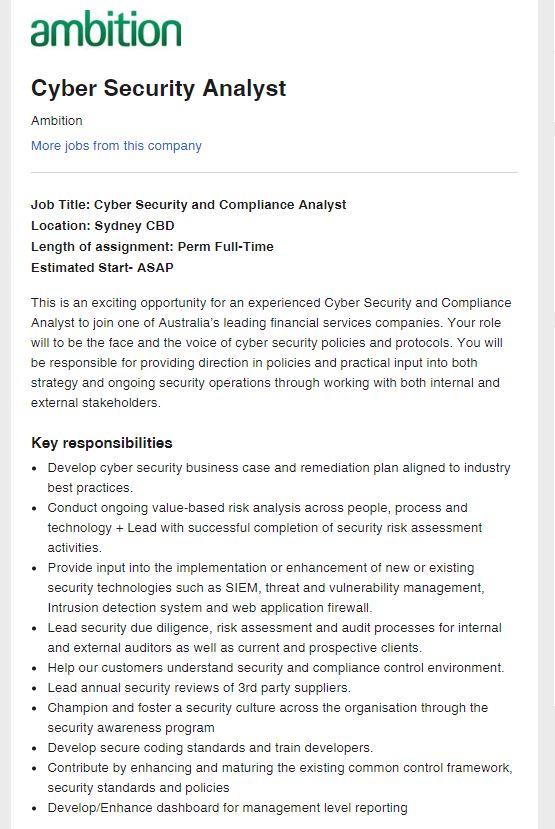 ambition
Cyber Security Analyst
Ambition
More jobs from this company
Job Title: Cyber Security and Compliance Analyst
Location: Sydney CBD
Length of assignment: Perm Full-Time
Estimated Start- ASAP
This is an exciting opportunity for an experienced Cyber Security and Compliance
Analyst to join one of Australia's leading financial services companies. Your role
will to be the face and the voice of cyber security policies and protocols. You will
be responsible for providing direction in policies and practical input into both
strategy and ongoing security operations through working with both internal and
external stakeholders.
Key responsibilities
• Develop cyber security business case and remediation plan aligned to industry
best practices.
• Conduct ongoing value-based risk analysis across people, process and
technology + Lead with successful completion of security risk assessment
activities.
• Provide input into the implementation or enhancement of new or existing
security technologies such as SIEM, threat and vulnerability management,
Intrusion detection system and web application firewall.
• Lead security due diligence, risk assessment and audit processes for internal
and external auditors as well as current and prospective clients.
• Help our customers understand security and compliance control environment.
• Lead annual security reviews of 3rd party suppliers.
• Champion and foster a security culture across the organisation through the
security awareness program
• Develop secure coding standards and train developers.
• Contribute by enhancing and maturing the existing common control framework,
security standards and policies
• Develop/Enhance dashboard for management level reporting